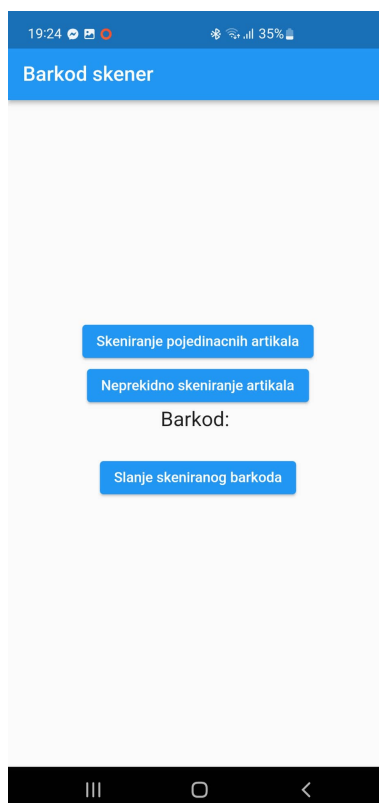 19:24 35%
Barkod skener
Skeniranje pojedinacnih artikala
Neprekidno skeniranje artikala
Barkod:
Slanje skeniranog barkoda